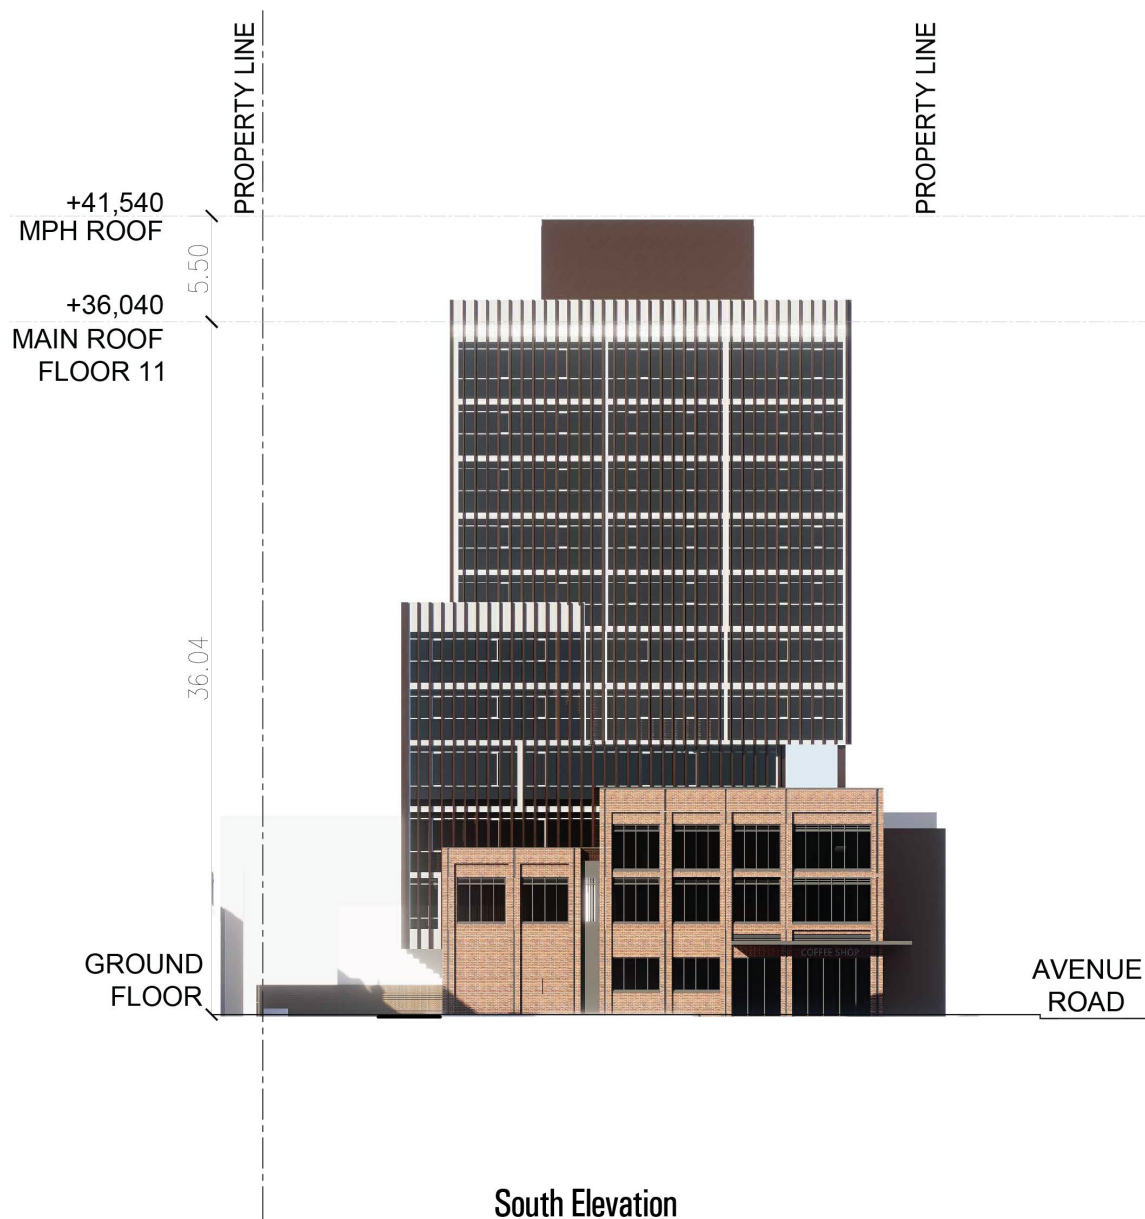 PROPERTY LINE
PROPERTY LINE
+41,540
MPH ROOF
5.50
+36,040
MAIN ROOF
FLOOR 11
36.04
COFFEE SHOP
GROUND
FLOOR
AVENUE
ROAD
South Elevation